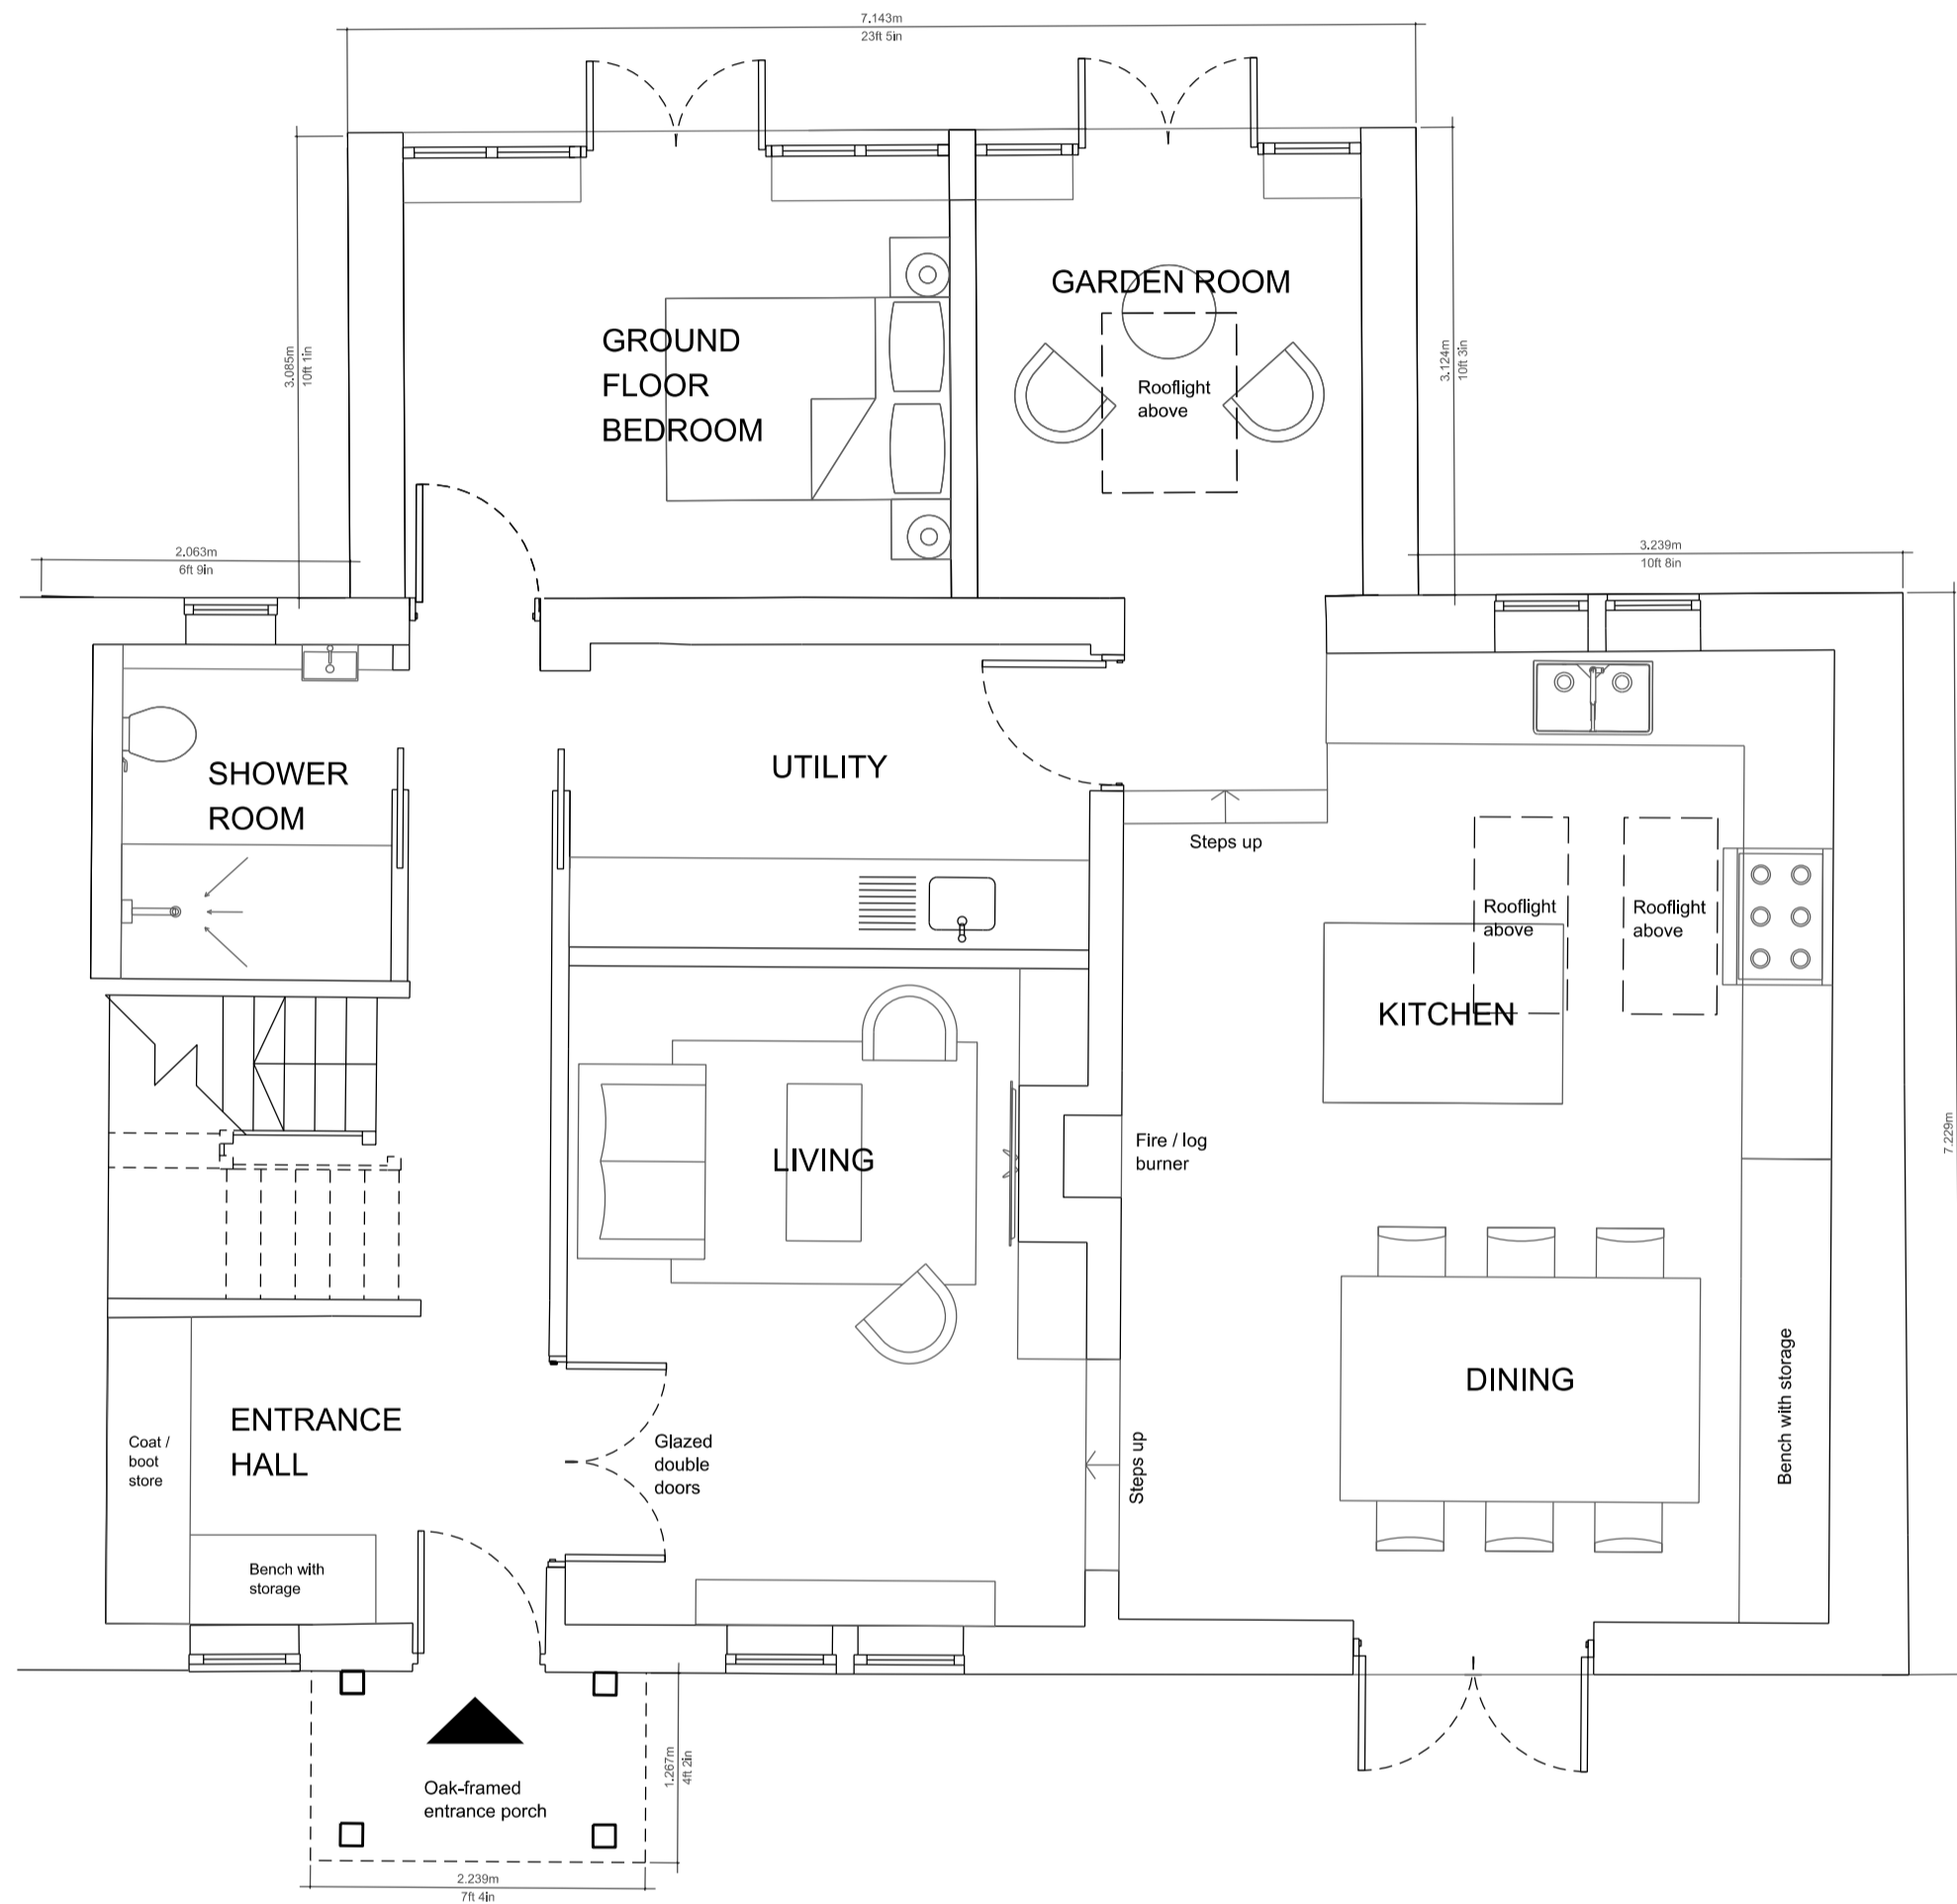 7.143m
23ft 5in
3.085m
10ft 1in
3.124m
10ft 3in
GARDEN ROOM
GROUND
FLOOR
BEDROOM
Rooflight
above
2.063m
6ft 9in
3.239m
10ft 8in
SHOWER
ROOM
UTILITY
Steps up
Rooflight
above
Rooflight
above
KITCHEN
7.229m
LIVING
Fire / log
burner
DINING
Bench with storage
ENTRANCE
HALL
Coat /
boot
store
Glazed
double
doors
Steps up
Bench with
storage
1.267m
4ft 2in
Oak-framed
entrance porch
2.239m
7ft 4in